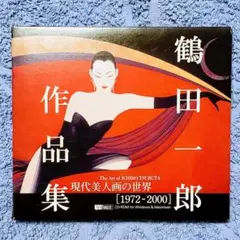 鶴田一郎
作品集
The Art of ICHIRO TSURUTA
現代美人画の世界
[1972-2000]
CD-ROM for Windows & Macintosh